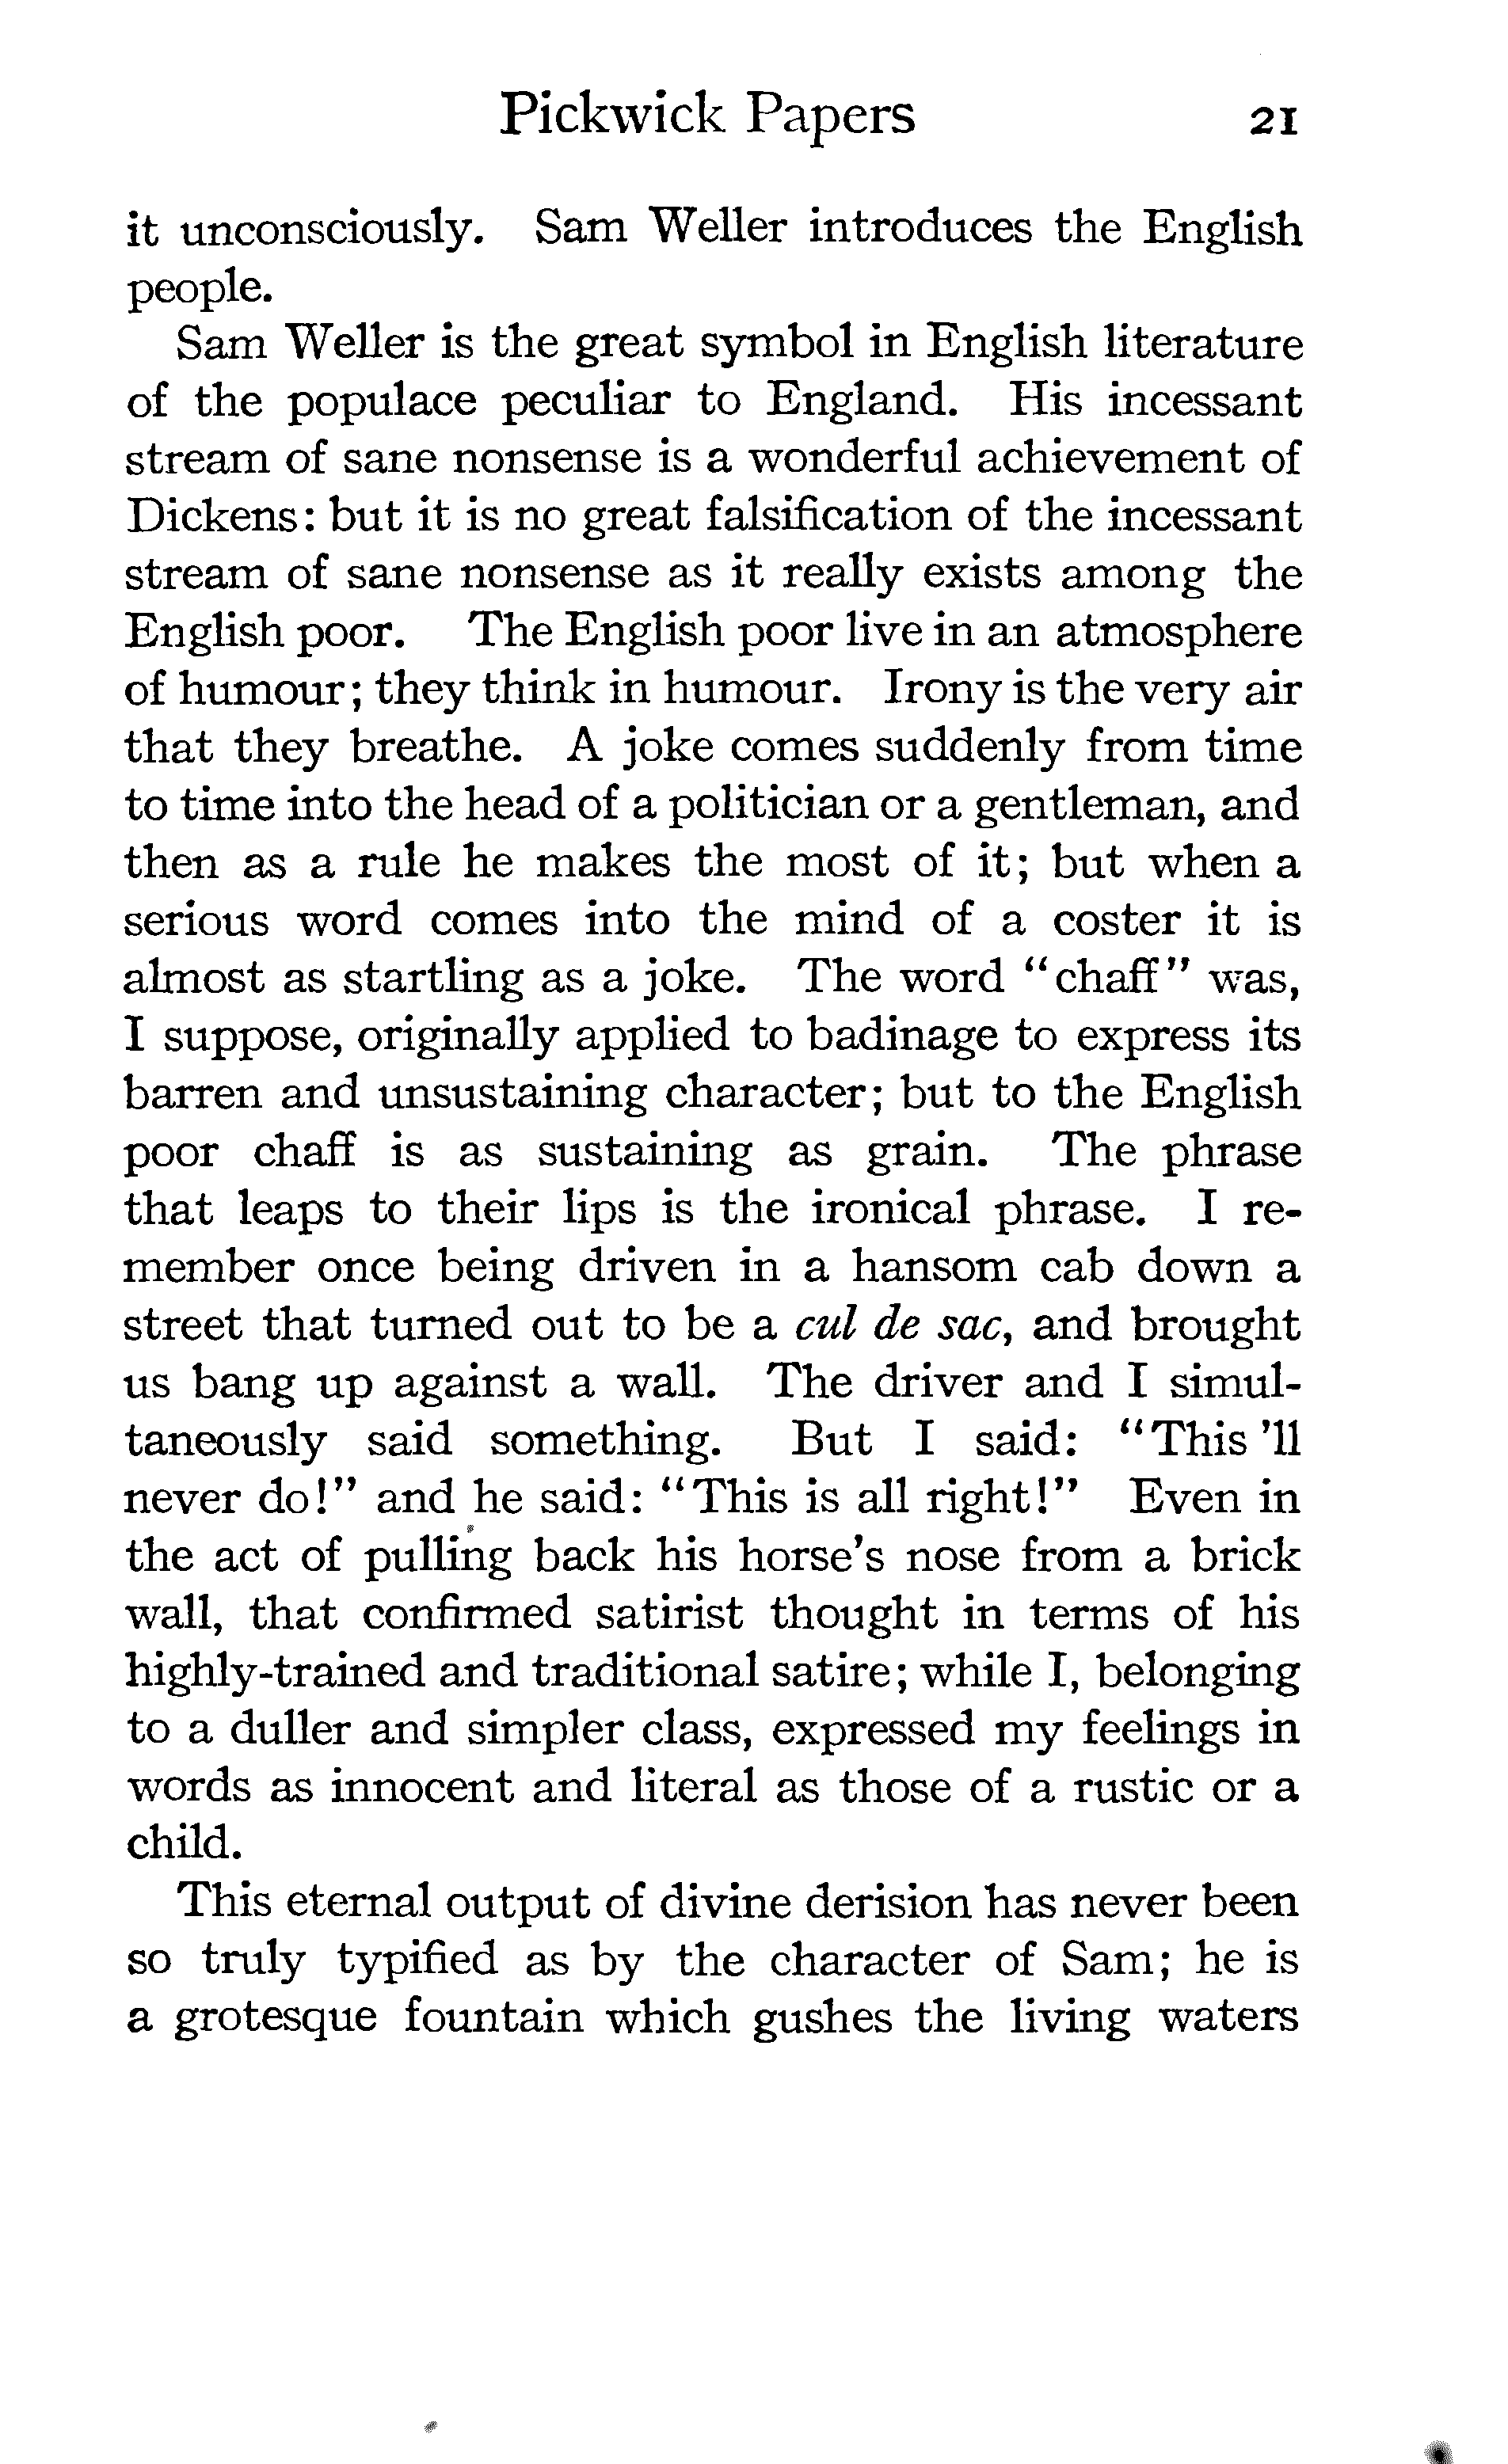 Pickwick Papers 21
it unconsciously. Sam Weller introduces the English
people.
Sam Weller is the great symbol in English literature
of the populace peculiar to England. His incessant
stream of sane nonsense is a wonderful achievement of
Dickens: but it is no great falsification of the incessant
stream of sane nonsense as it really exists among the
English poor. The English poor live in an atmosphere
of humour; they think in humour. Irony is the very air
that they breathe. A joke comes suddenly from time
to time into the head of a politician or a gentleman, and
then as a rule he makes the most of it; but when a
serious word comes into the mind of a coster it is
almost as startling as a joke. The word "chaff" was,
I suppose, originally applied to badinage to express its
barren and unsustaining character; but to the English
poor chaff is as sustaining as grain. The phrase
that leaps to their lips is the ironical phrase. I re-
member once being driven in a hansom cab down a
street that turned out to be a cul de sac, and brought
us bang up against a wall. The driver and I simul-
taneously said something. But I said: "This 'll
never do!" and he said: "This is all right!" Even in
the act of pulling back his horse's nose from a brick
wall, that confirmed satirist thought in terms of his
highly-trained and traditional satire; while I, belonging
to a duller and simpler class, expressed my feelings in
words as innocent and literal as those of a rustic or a
child.
This eternal output of divine derision has never been
so truly typified as by the character of Sam; he is
a grotesque fountain which gushes the living waters